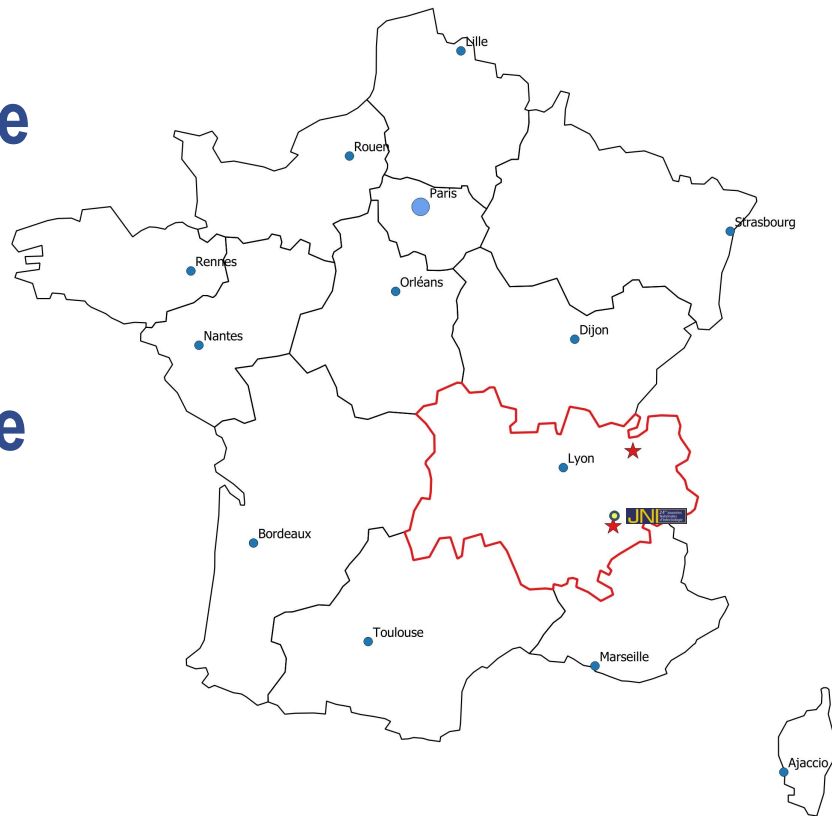 Lille
e
Rouen
Paris
Strasbourg
Rennes
Orléans
Nantes
Dijon
e
Lyon
JNI
Bordeaux
Toulouse
Marseille
Ajaccio